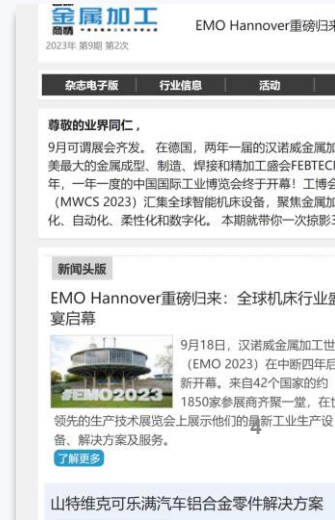 金属加工
商情
EMO Hannover重磅归来
2023年 第9期 第2次
杂志电子版 行业信息 活动
尊敬的业界同仁，
9月可谓展会齐发。 在德国，两年一届的汉诺威金属加
美最大的金属成型、制造、焊接和精加工盛会FEBTECH
年，一年一度的中国国际工业博览会终于开幕！工博会
（MWCS 2023）汇集全球智能机床设备，聚焦金属加
化、自动化、柔性化和数字化。 本期就带你一次掠影3
新闻头版
EMO Hannover重磅归来：全球机床行业盛
宴启幕
9月18日，汉诺威金属加工世
（EMO 2023）在中断四年后
新开幕。来自42个国家的约
1850家参展商齐聚一堂，在世
#EMO2023
领先的生产技术展览会上展示他们的最新工业生产设
备、解决方案及服务。
4
了解更多
山特维克可乐满汽车铝合金零件解决方案